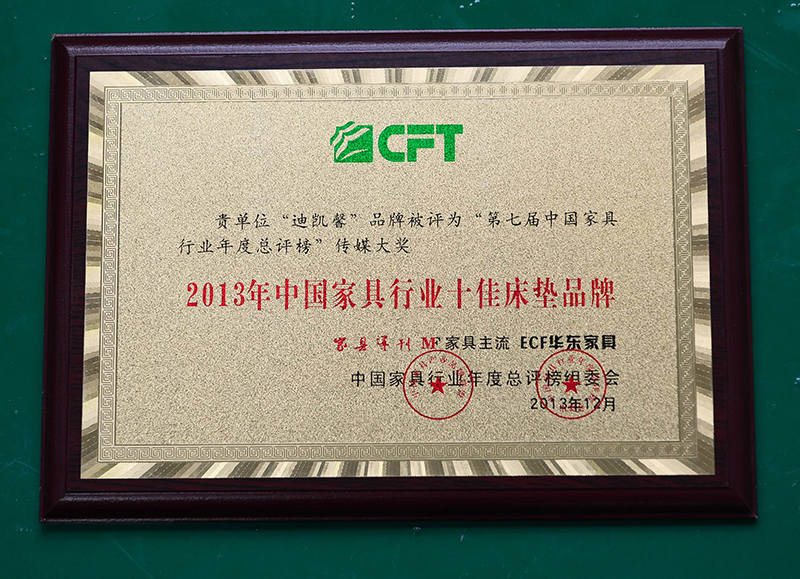 CFT
贵单位“迪凯馨”品牌被评为“第七届中国家具
行业年度总评榜”传媒大奖
2013年中国家具行业十佳床垫品牌
MF家具主流 ECF华东家具
中国家具行业年度总评榜组委会
2013年12月